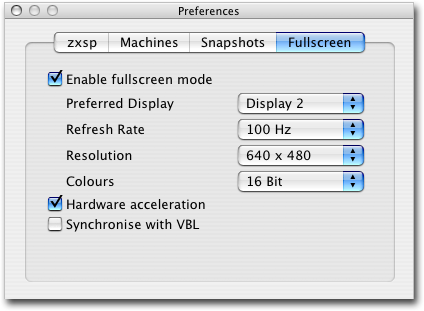 Preferences
zxsp Machines Snapshots Fullscreen
Enable fullscreen mode
Preferred Display Display 2
Refresh Rate 100 Hz
Resolution 640 x 480
Colours 16 Bit
Hardware acceleration
Synchronise with VBL